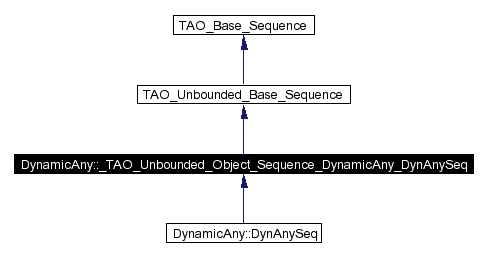 TAO_Base_Sequence
TAO_Unbounded_Base_Sequence
DynamicAny::_TAO_Unbounded_Object_Sequence_DynamicAny_DynAnySeq
DynamicAny::DynAnySeq